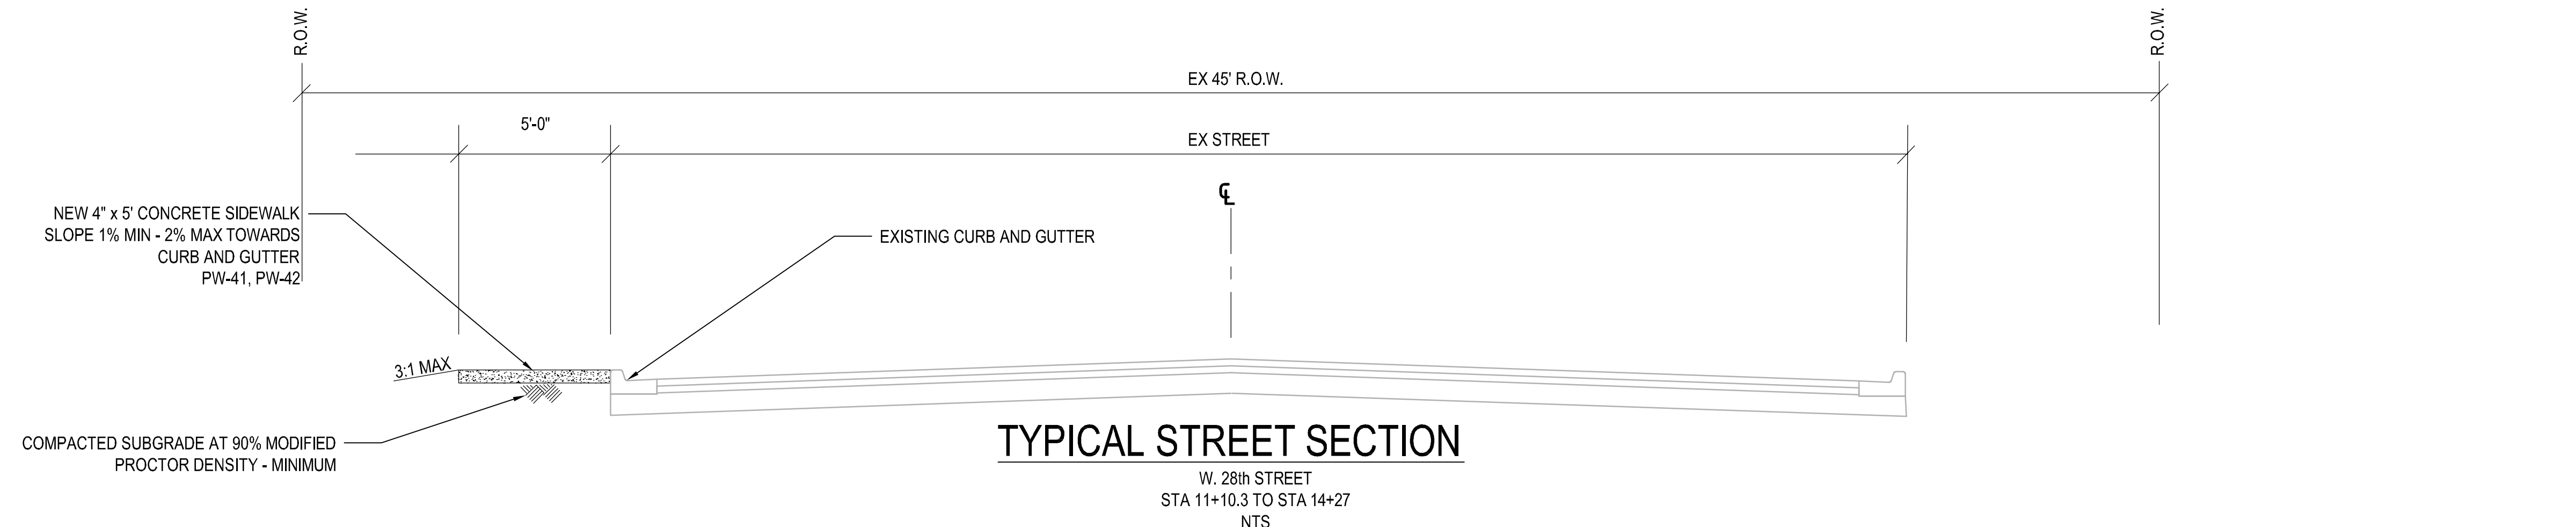 R.O.W.
R.O.W.
EX 45' R.O.W.
5'-0"
EX STREET
℄
NEW 4" x 5' CONCRETE SIDEWALK
SLOPE 1% MIN - 2% MAX TOWARDS
CURB AND GUTTER
PW-41, PW-42
EXISTING CURB AND GUTTER
3:1 MAX
COMPACTED SUBGRADE AT 90% MODIFIED
PROCTOR DENSITY - MINIMUM
TYPICAL STREET SECTION
W. 28th STREET
STA 11+10.3 TO STA 14+27
NTS